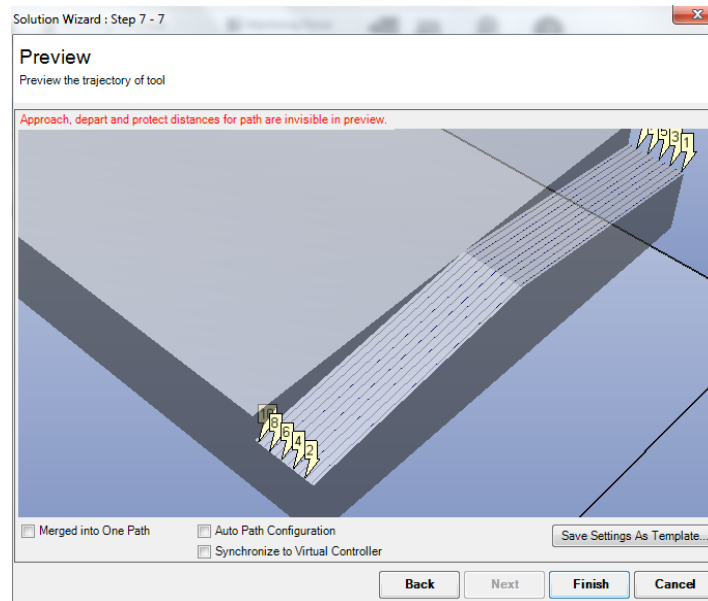 Solution Wizard : Step 7 - 7
X
Preview
Preview the trajectory of tool
Approach, depart and protect distances for path are invisible in preview.
5 3 1
10
8
6
4
2
Merged into One Path
Auto Path Configuration
Save Settings As Template...
Synchronize to Virtual Controller
Back Next Finish Cancel